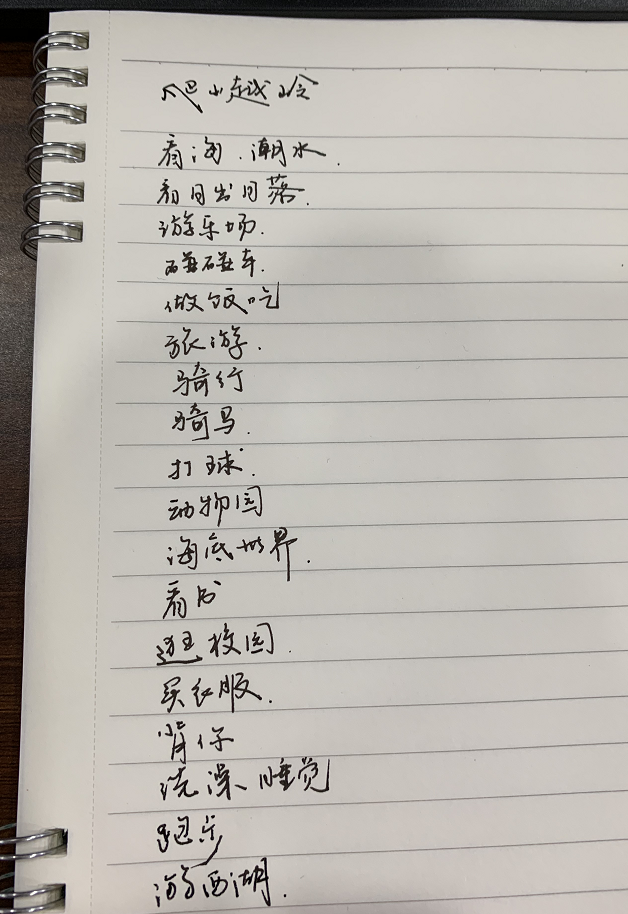 爬山越岭
看海、潮水.
看日出日落.
游乐场.
碰碰车.
做饭吃
旅游.
骑行
骑马.
打球.
动物园
海底世界.
看书
逛校园.
买衣服.
背你
洗澡、睡觉
跑步
游西湖.